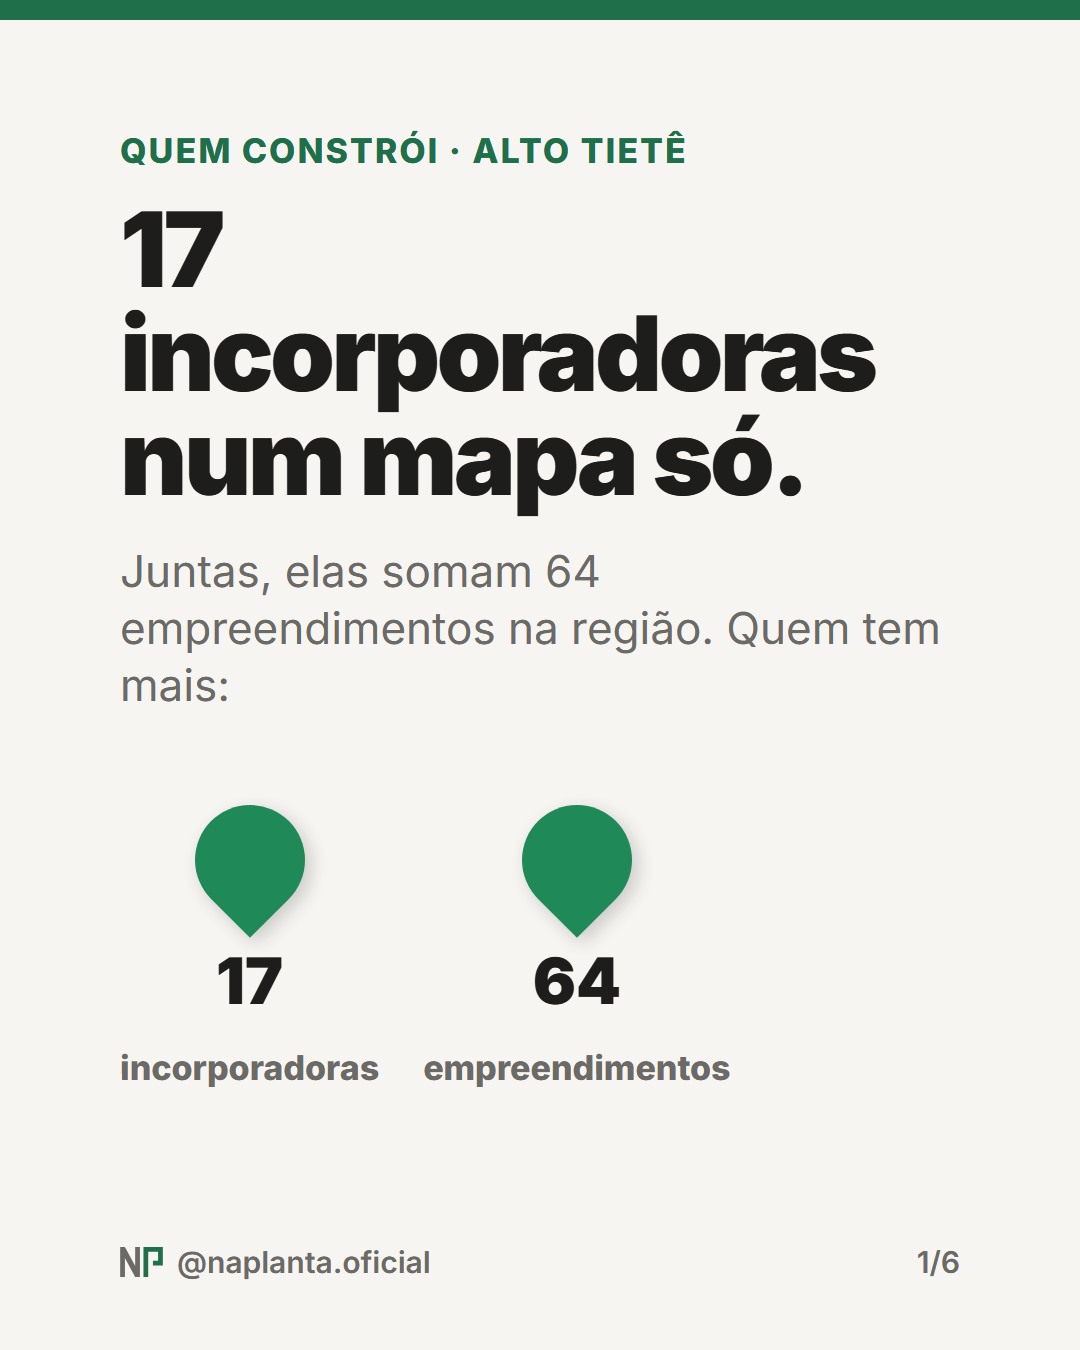 QUEM CONSTRÓI · ALTO TIETÊ
17
incorporadoras
num mapa só.
Juntas, elas somam 64
empreendimentos na região. Quem tem
mais:
17
64
incorporadoras
empreendimentos
NP @naplanta.oficial
1/6